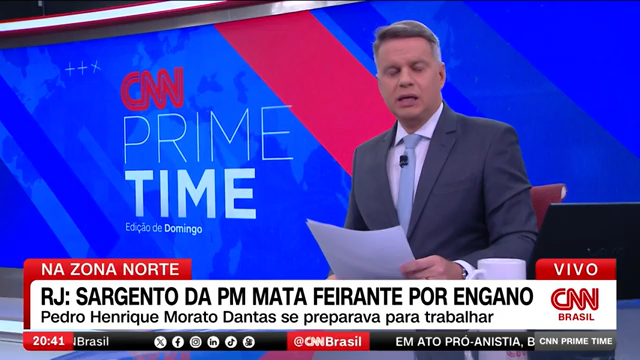 CNN
PRIME
TIME
Edição de Domingo
NA ZONA NORTE
VIVO
RJ: SARGENTO DA PM MATA FEIRANTE POR ENGANO
Pedro Henrique Morato Dantas se preparava para trabalhar
CNN
BRASIL
20:41
@CNNBrasil
EM ATO PRÓ-ANISTIA, B
CNN PRIME TIME